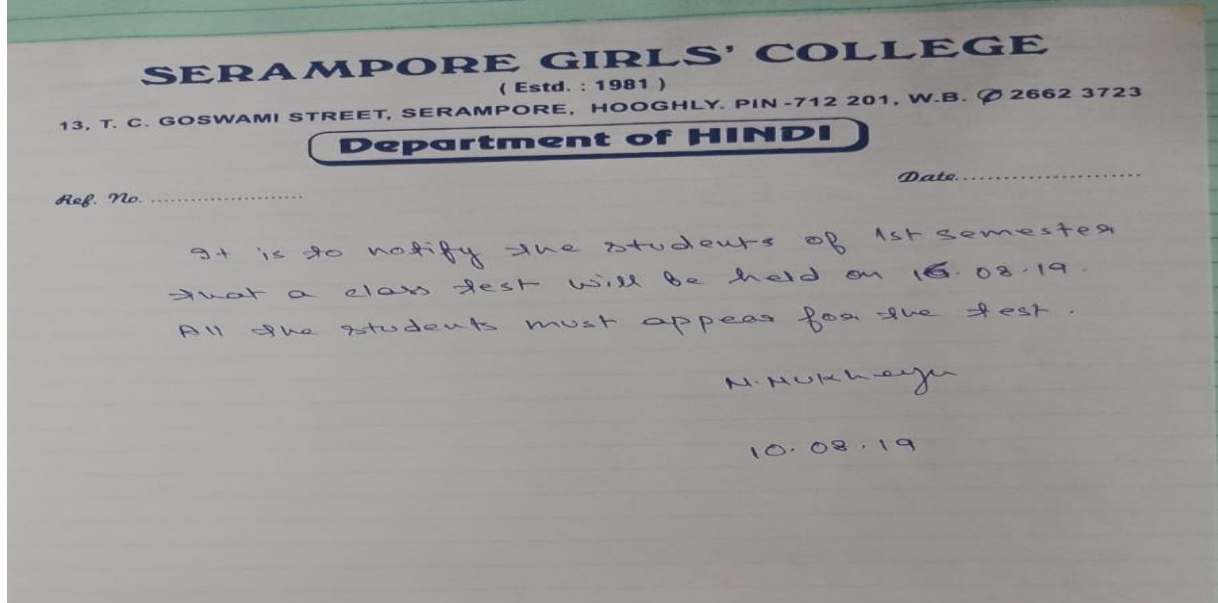 SERAMPORE GIRLS' COLLEGE
( Estd. : 1981 )
13, T. C. GOSWAMI STREET, SERAMPORE, HOOGHLY. PIN -712 201, W.B. ✆ 2662 3723
Department of HINDI
Ref. No. ......................
Date.......................
It is to notify the students of 1st semester
that a class test will be held on 16.08.19.
All the students must appear for the test.
N.
10.08.19